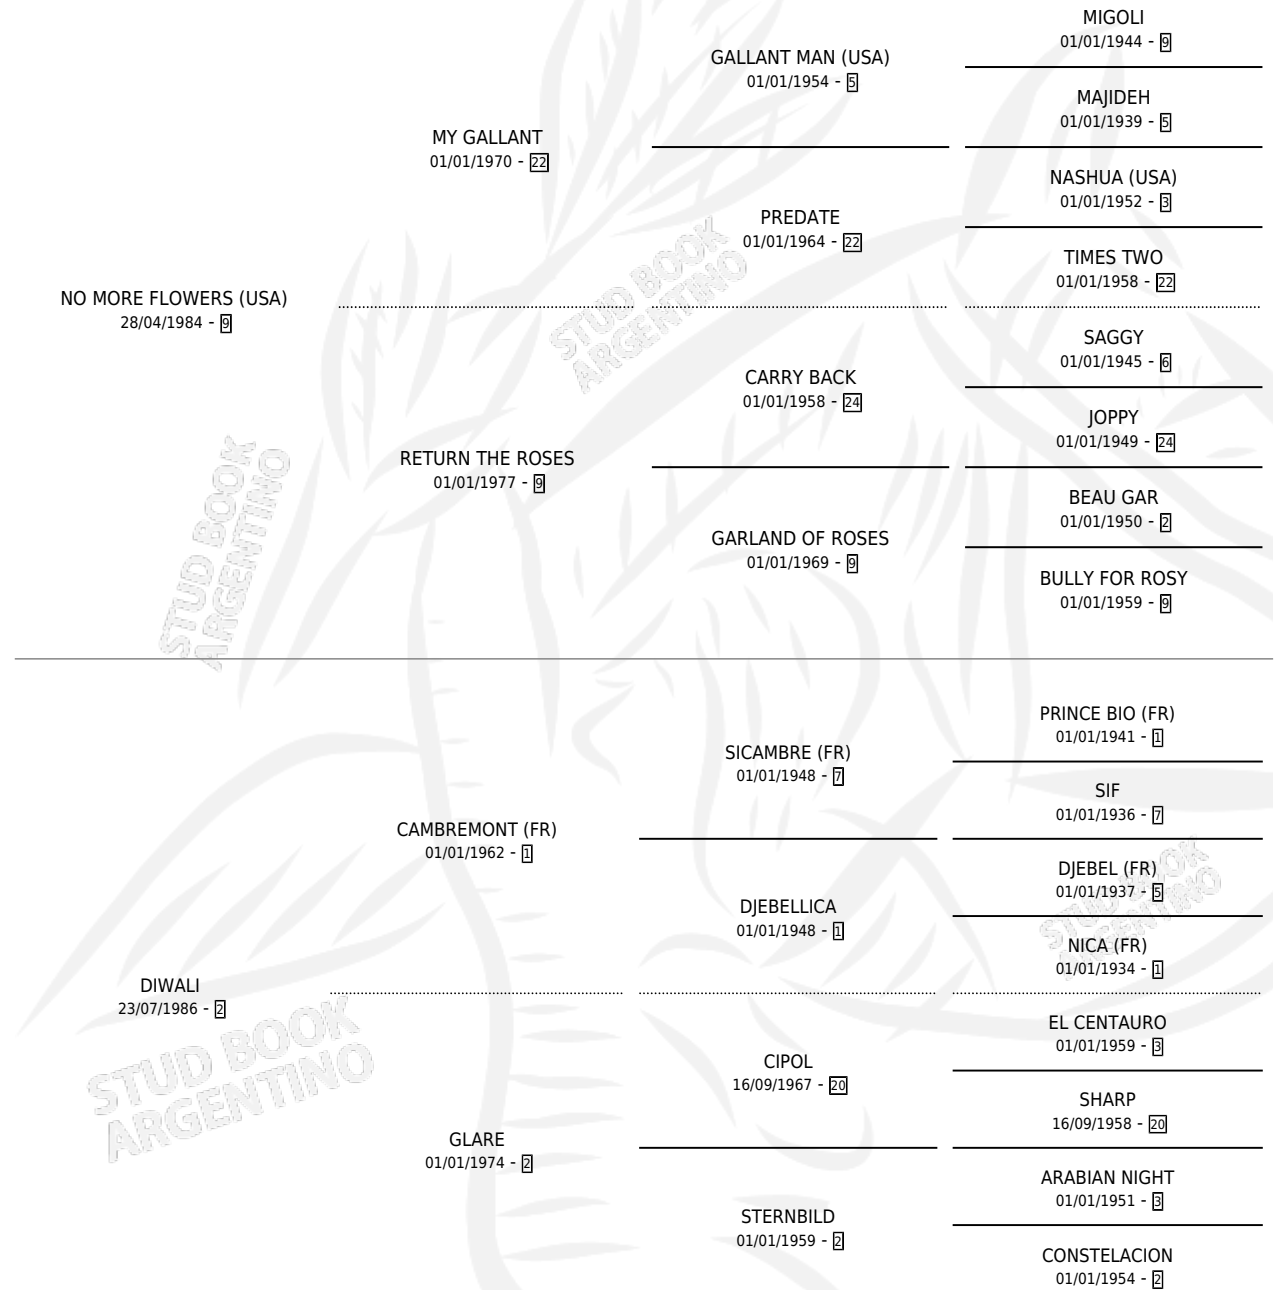 MIGOLI
01/01/1944 - 9
GALLANT MAN (USA)
01/01/1954 - 5
MAJIDEH
01/01/1939 - 5
MY GALLANT
01/01/1970 - 22
NASHUA (USA)
01/01/1952 - 3
PREDATE
01/01/1964 - 22
TIMES TWO
01/01/1958 - 22
NO MORE FLOWERS (USA)
28/04/1984 - 9
SAGGY
01/01/1945 - 6
CARRY BACK
01/01/1958 - 24
JOPPY
01/01/1949 - 24
RETURN THE ROSES
01/01/1977 - 9
BEAU GAR
01/01/1950 - 2
GARLAND OF ROSES
01/01/1969 - 9
BULLY FOR ROSY
01/01/1959 - 9
STUD BOOK
ARGENTINO
STUD BOOK
ARGENTINO
PRINCE BIO (FR)
01/01/1941 - 1
SICAMBRE (FR)
01/01/1948 - 7
SIF
01/01/1936 - 7
CAMBREMONT (FR)
01/01/1962 - 1
DJEBEL (FR)
01/01/1937 - 5
DJEBELLICA
01/01/1948 - 1
NICA (FR)
01/01/1934 - 1
STUD BOOK
ARGENTINO
DIWALI
23/07/1986 - 2
EL CENTAURO
01/01/1959 - 3
CIPOL
16/09/1967 - 20
SHARP
16/09/1958 - 20
GLARE
01/01/1974 - 2
ARABIAN NIGHT
01/01/1951 - 3
STERNBILD
01/01/1959 - 2
CONSTELACION
01/01/1954 - 2
STUD BOOK
ARGENTINO